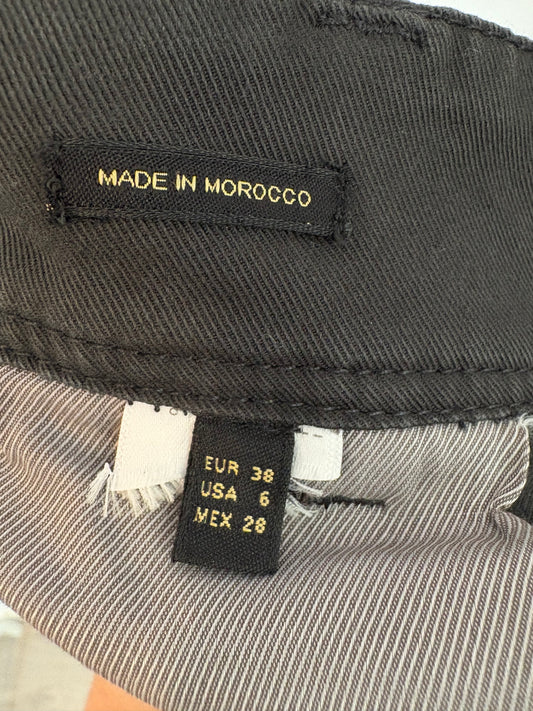 MADE IN MOROCCO
EUR 38
USA 6
MEX 28